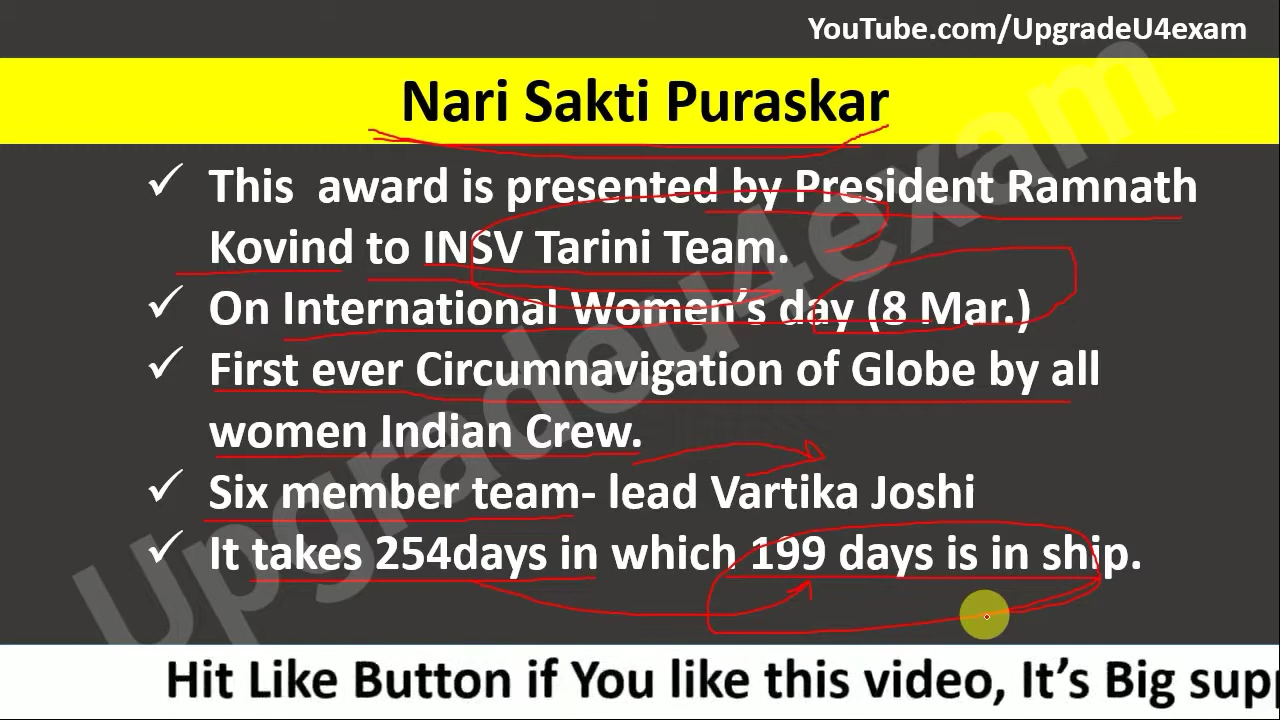 YouTube.com/UpgradeU4exam
Nari Sakti Puraskar
✓ This award is presented by President Ramnath
Kovind to INSV Tarini Team.
✓ On International Women's day (8 Mar.)
✓ First ever Circumnavigation of Globe by all
women Indian Crew.
✓ Six member team- lead Vartika Joshi
✓ It takes 254days in which 199 days is in ship.
Upgradeu4exam
Hit Like Button if You like this video, It's Big supp